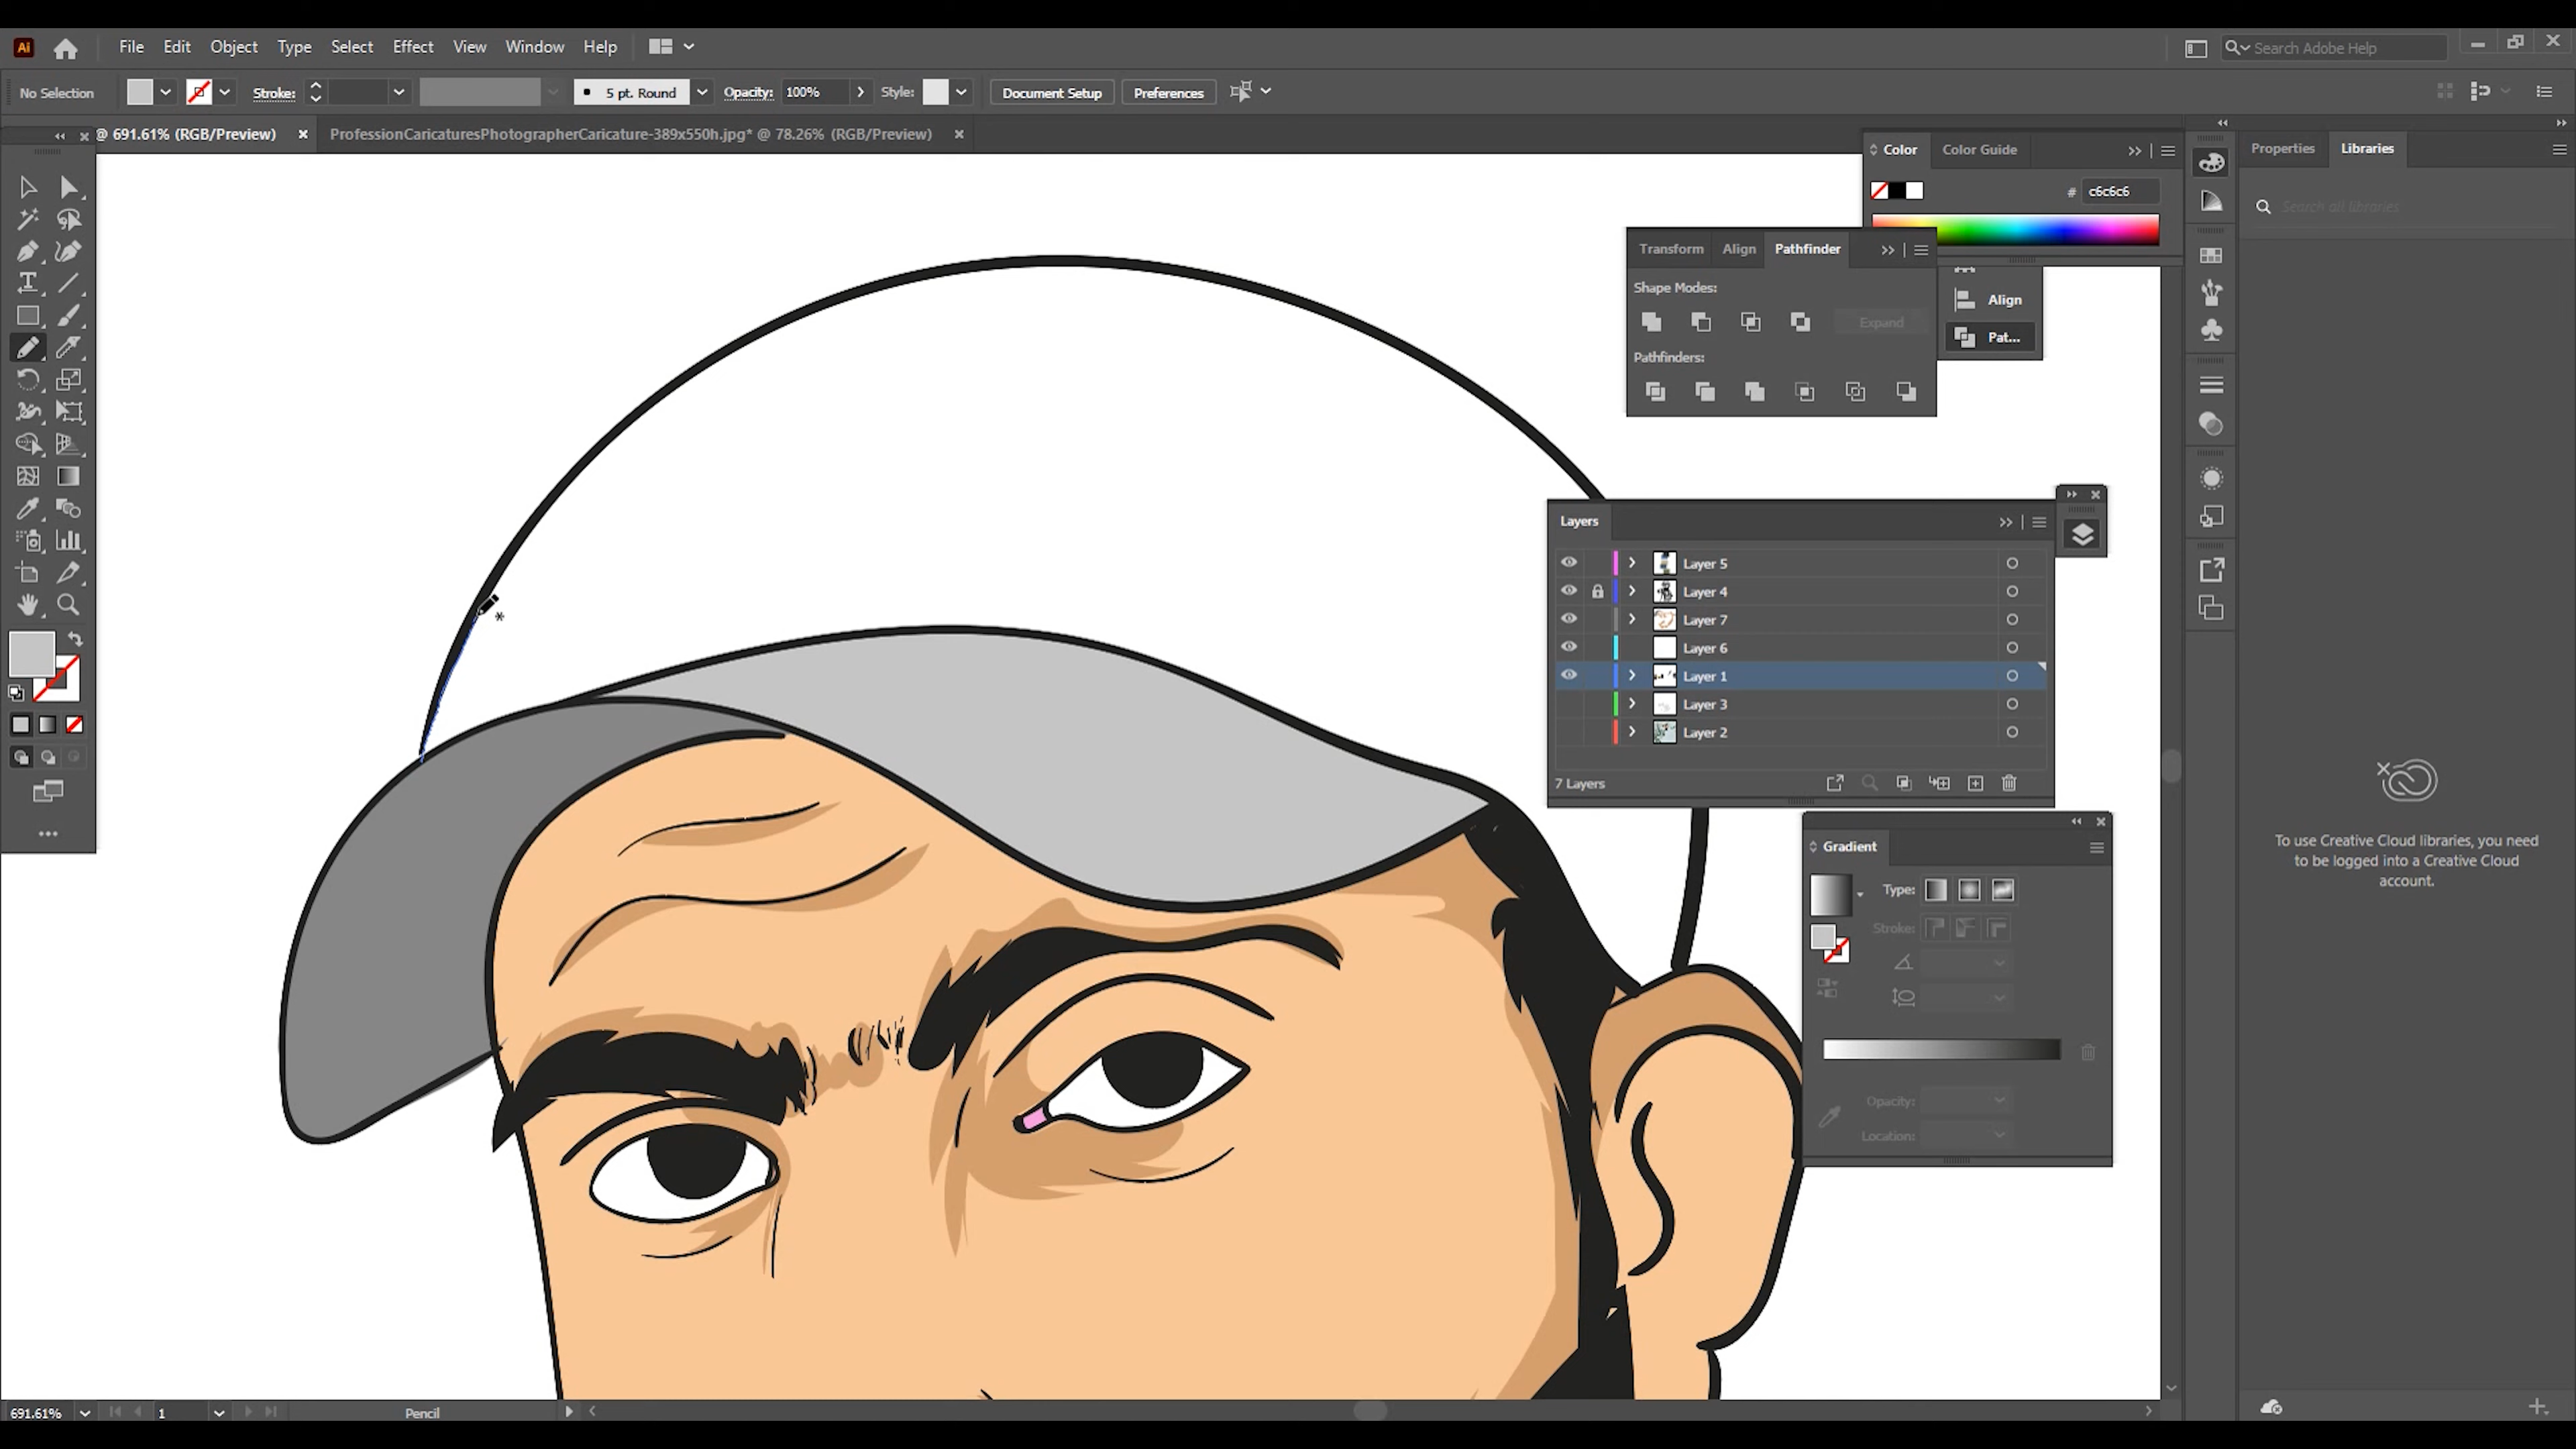 Ai File Edit Object Type Select Effect View Window Help Search Adobe Help
No Selection Stroke: 5 pt. Round Opacity: 100% Style: Document Setup Preferences
@ 691.61% (RGB/Preview) × ProfessionCaricaturesPhotographerCaricature-389x550h.jpg* @ 78.26% (RGB/Preview) ×
Color Color Guide
# c6c6c6
Properties Libraries
Search all libraries
Transform Align Pathfinder
Shape Modes:
Expand
Pathfinders:
Align
Pat...
Layers
Layer 5
Layer 4
Layer 7
Layer 6
Layer 1
Layer 3
Layer 2
7 Layers
Gradient
Type:
Stroke:
Opacity:
Location:
To use Creative Cloud libraries, you need
to be logged into a Creative Cloud
account.
691.61% 1 Pencil